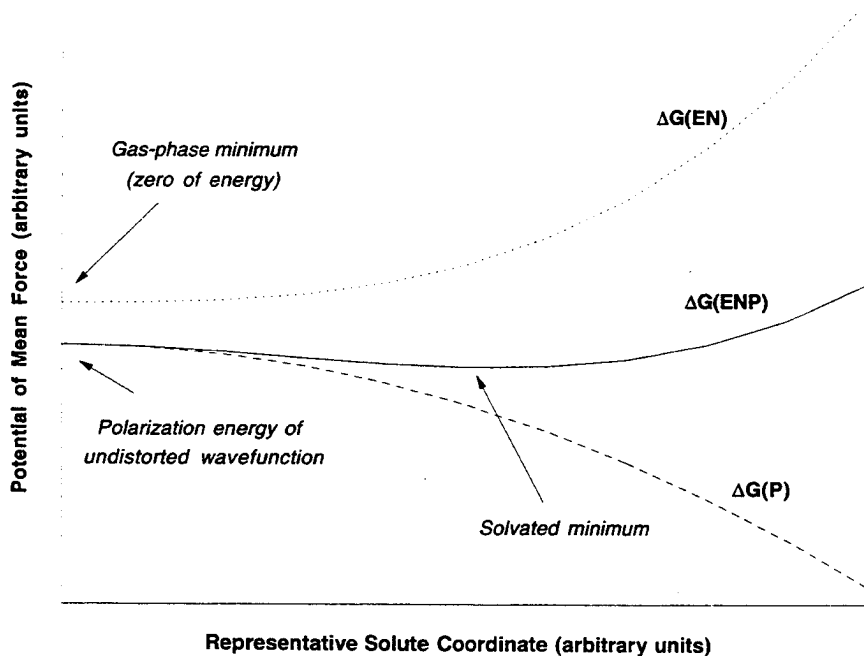 Potential of Mean Force (arbitrary units)
ΔG(EN)
Gas-phase minimum
(zero of energy)
ΔG(ENP)
Polarization energy of
undistorted wavefunction
ΔG(P)
Solvated minimum
Representative Solute Coordinate (arbitrary units)